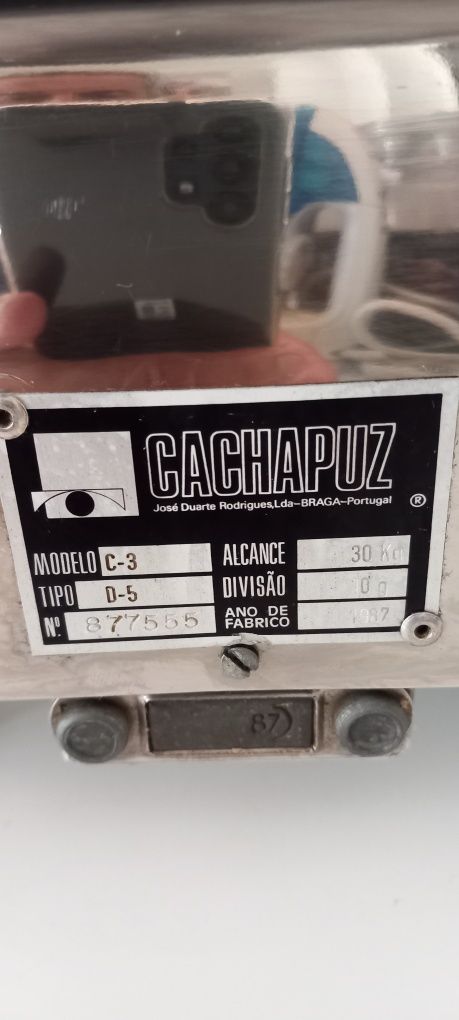 CACHAPUZ
José Duarte Rodrigues, Lda-BRAGA-Portugal ®
MODELO C-3
TIPO D-5
Nº. 877555
ALCANCE 30 Kg
DIVISÃO 10 g
ANO DE FABRICO 1987
87